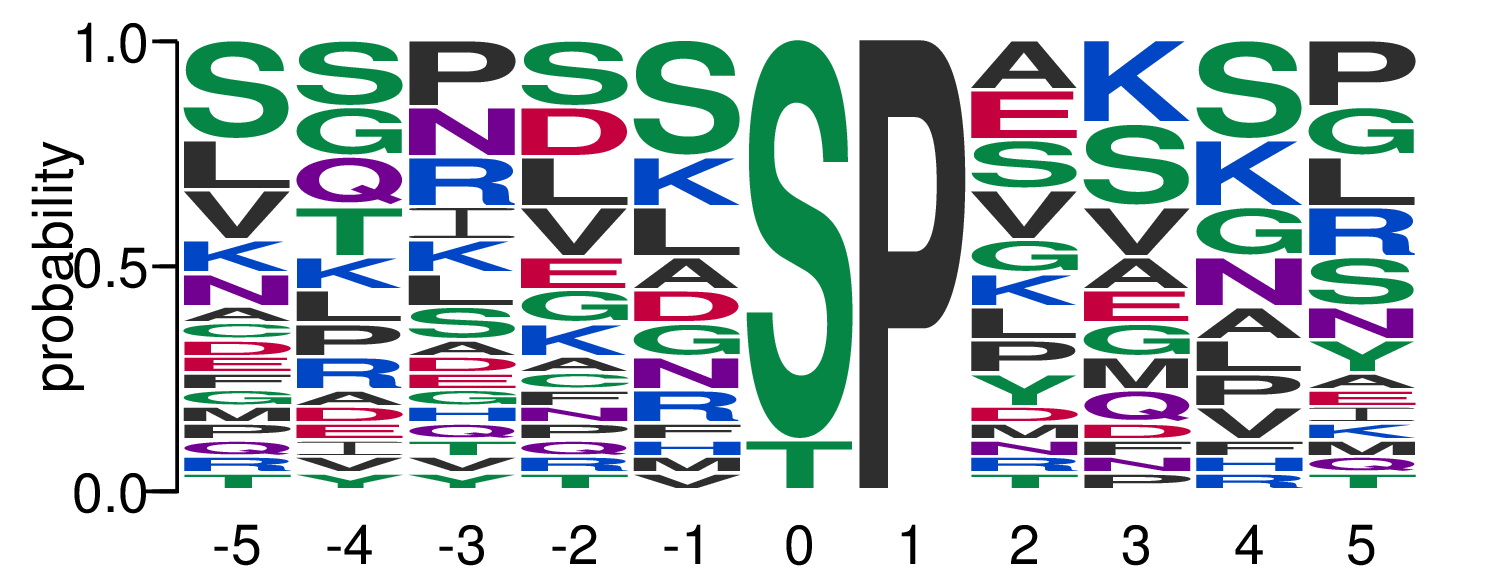 probability
1.0
0.5
0.0
S L V K N A C D E F G M P Q R T
S G Q T K L P R A D E I V Y
P N R I K L S A D E G H Q T V Y
S D L V E G K A C F N P Q R T
S K L A D G N R F H M V
S T
P
A E S V G K L P Y D M N R T
K S V A E G M Q D F N P
S K G N A L P V F H R
P G L R S N Y A E I K M Q T
-5 -4 -3 -2 -1 0 1 2 3 4 5